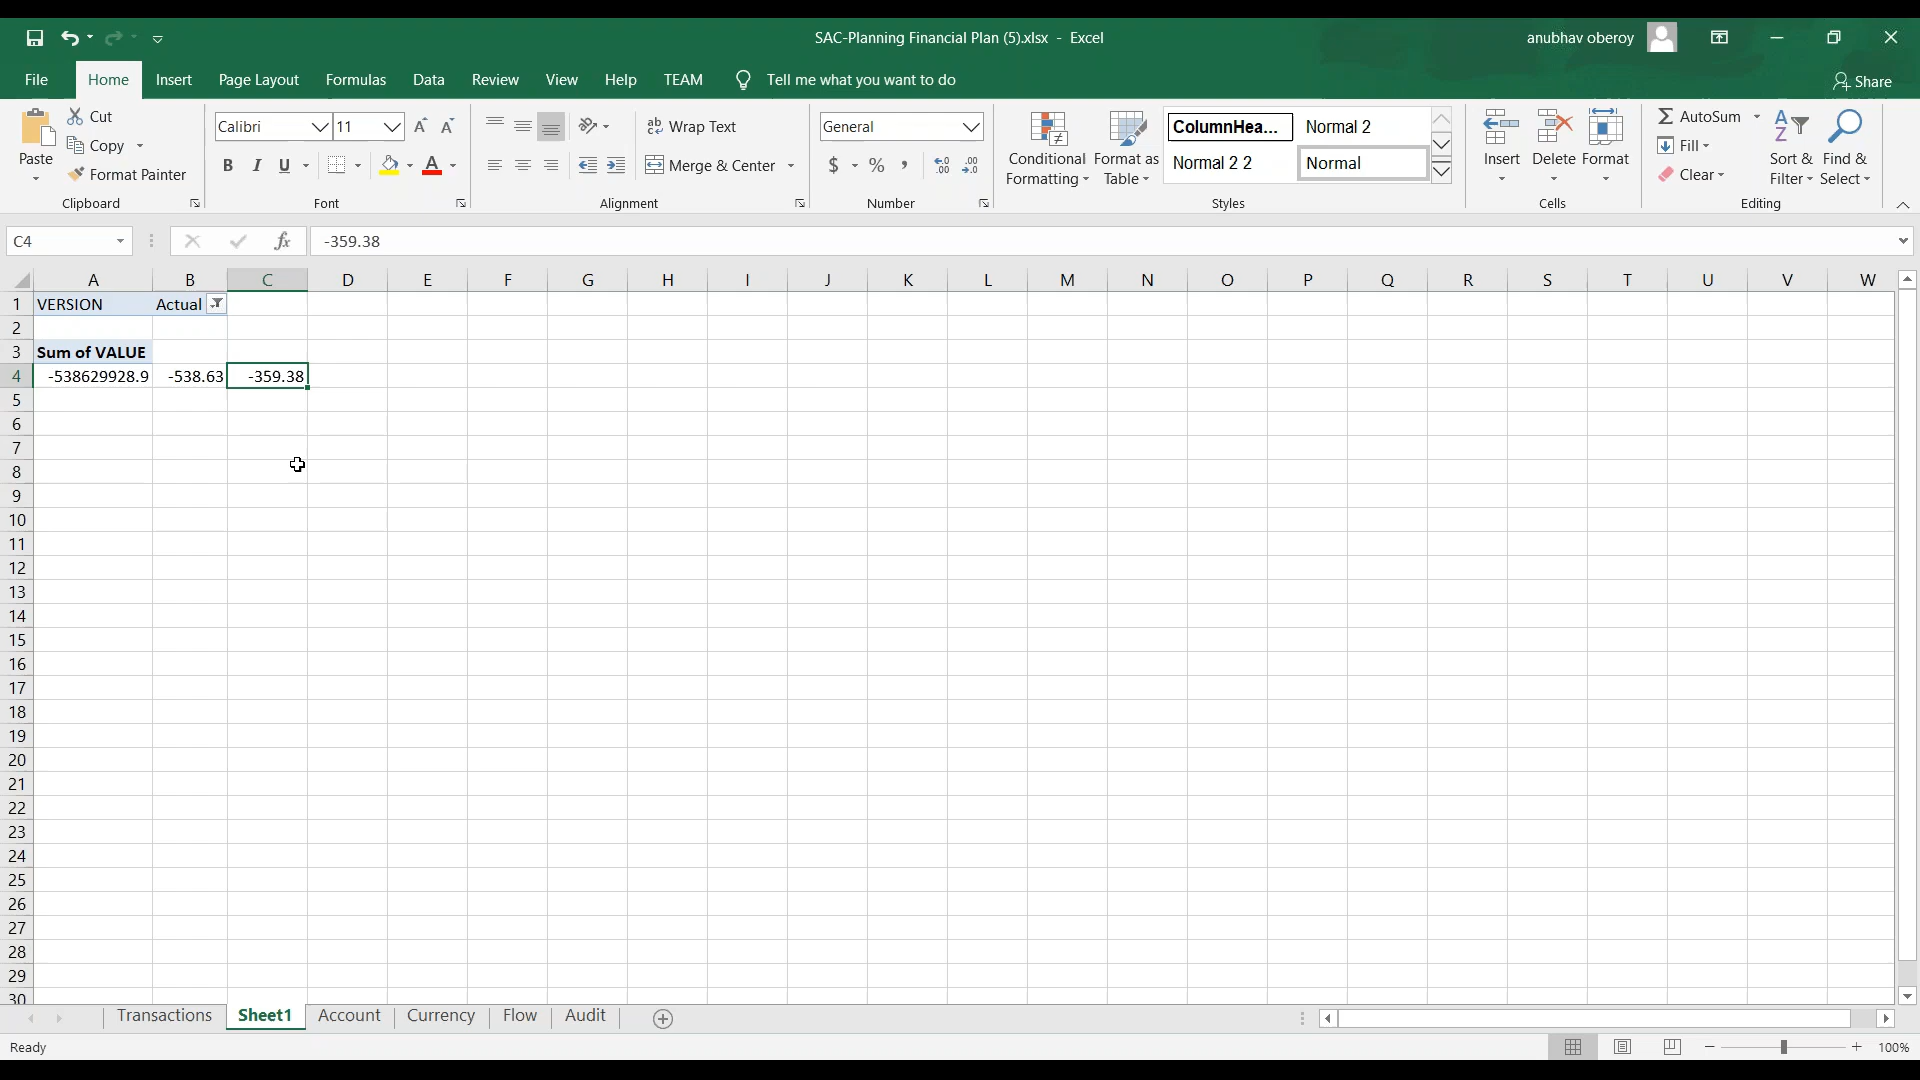 SAC-Planning Financial Plan (5).xlsx - Excel
anubhav oberoy
File Home Insert Page Layout Formulas Data Review View Help TEAM Tell me what you want to do Share
Paste
Cut
Copy
Format Painter
Clipboard
Calibri 11
B I U
Font
Wrap Text
Merge & Center
Alignment
General
$ % ,
Number
Conditional Formatting
Format as Table
ColumnHea... Normal 2
Normal 2 2 Normal
Styles
Insert Delete Format
Cells
AutoSum
Fill
Clear
Sort & Filter
Find & Select
Editing
C4 fx -359.38
A B C D E F G H I J K L M N O P Q R S T U V W
1 VERSION Actual
2
3 Sum of VALUE
4 -538629928.9 -538.63 -359.38
5
6
7
8
9
10
11
12
13
14
15
16
17
18
19
20
21
22
23
24
25
26
27
28
29
30
Transactions Sheet1 Account Currency Flow Audit
Ready 100%